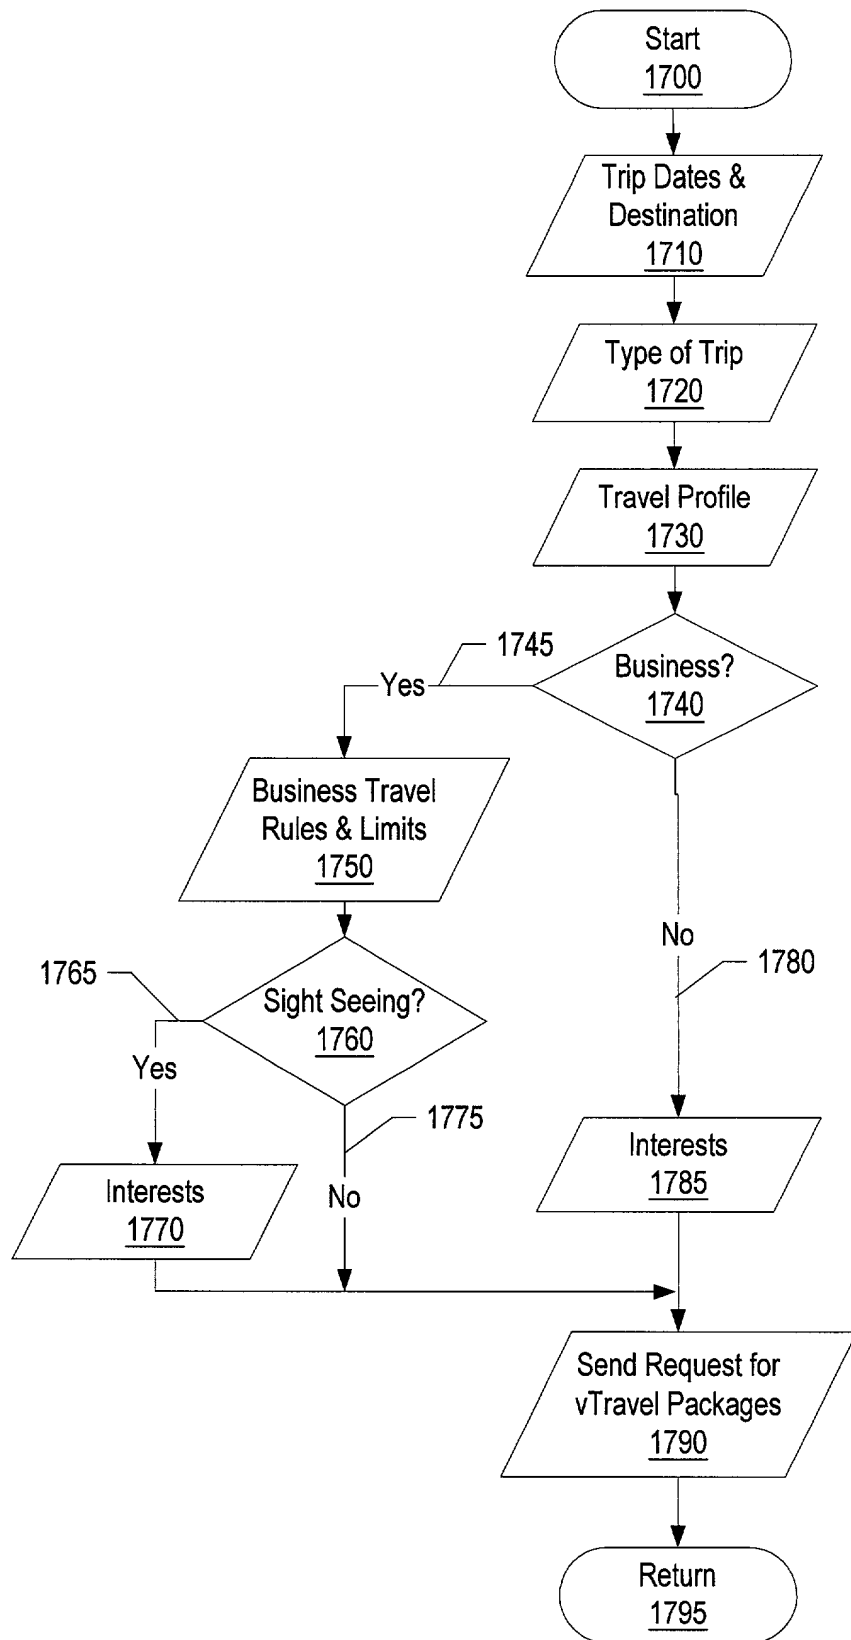 Start
1700
Trip Dates &
Destination
1710
Type of Trip
1720
Travel Profile
1730
1745
Yes
Business?
1740
Business Travel
Rules & Limits
1750
No
1780
1765
Sight Seeing?
1760
Yes
1775
Interests
1770
No
Interests
1785
Send Request for
vTravel Packages
1790
Return
1795